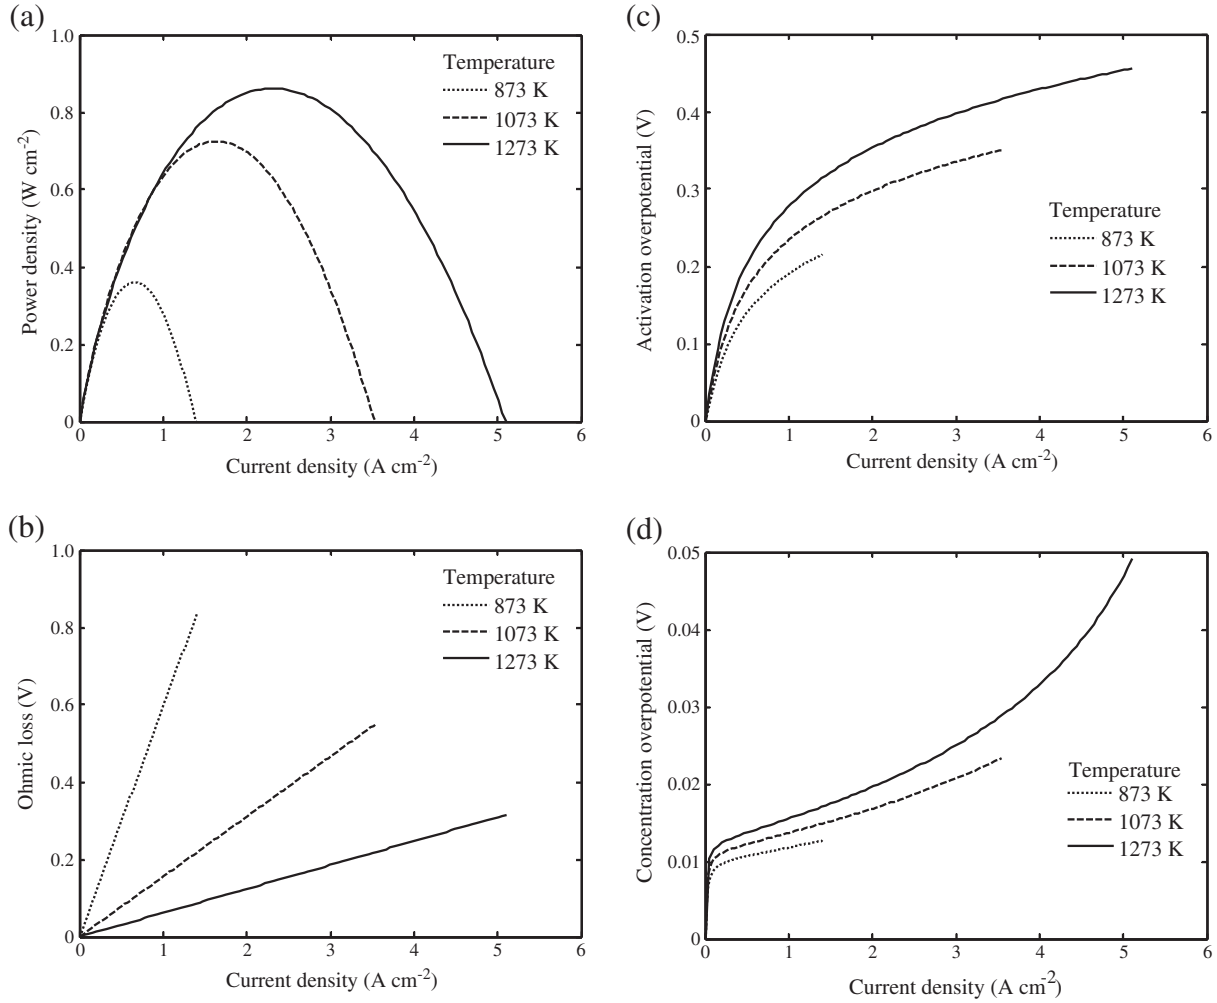 (a)
1.0
0.8
0.6
0.4
0.2
0
Power density (W cm-2)
Temperature
873 K
1073 K
1273 K
0 1 2 3 4 5 6
Current density (A cm-2)
(c)
0.5
0.4
0.3
0.2
0.1
0
Activation overpotential (V)
Temperature
873 K
1073 K
1273 K
0 1 2 3 4 5 6
Current density (A cm-2)
(b)
1.0
0.8
0.6
0.4
0.2
0
Ohmic loss (V)
Temperature
873 K
1073 K
1273 K
0 1 2 3 4 5 6
Current density (A cm-2)
(d)
0.05
0.04
0.03
0.02
0.01
0
Concentration overpotential (V)
Temperature
873 K
1073 K
1273 K
0 1 2 3 4 5 6
Current density (A cm-2)